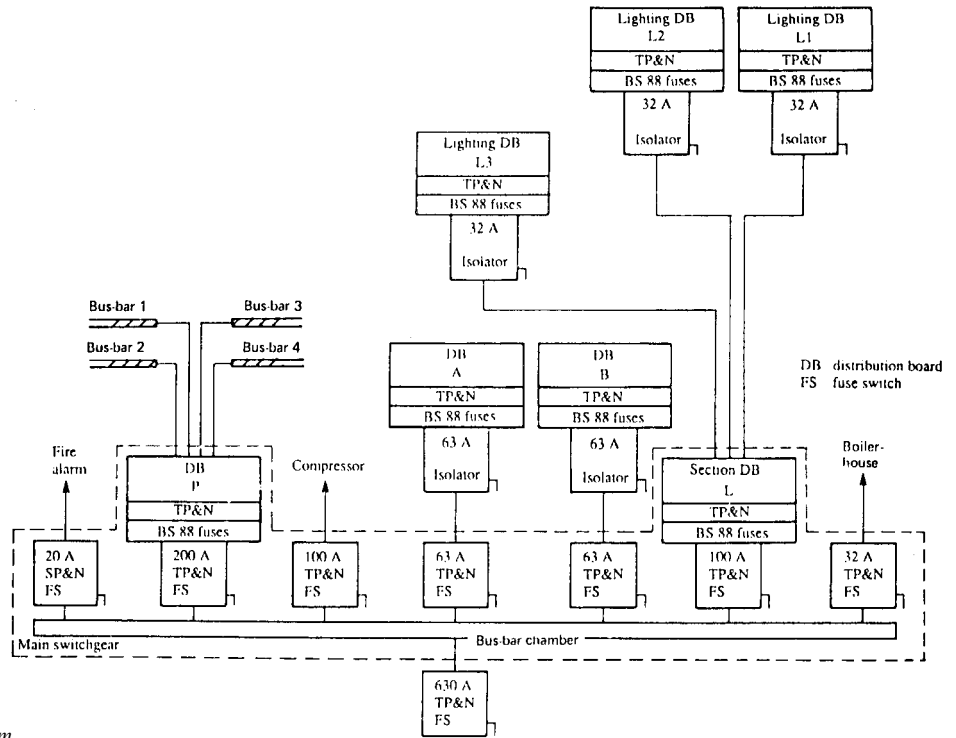 Lighting DB
L2
TP&N
BS 88 fuses
32 A
Isolator
Lighting DB
L1
TP&N
BS 88 fuses
32 A
Isolator
Lighting DB
L3
TP&N
BS 88 fuses
32 A
Isolator
Bus-bar 1
Bus-bar 3
Bus-bar 2
Bus-bar 4
DB
A
TP&N
BS 88 fuses
63 A
Isolator
DB
B
TP&N
BS 88 fuses
63 A
Isolator
DB distribution board
FS fuse switch
Fire
alarm
DB
P
TP&N
BS 88 fuses
Compressor
Section DB
L
TP&N
BS 88 fuses
Boiler-
house
20 A
SP&N
FS
200 A
TP&N
FS
100 A
TP&N
FS
63 A
TP&N
FS
63 A
TP&N
FS
100 A
TP&N
FS
32 A
TP&N
FS
Main switchgear
Bus-bar chamber
630 A
TP&N
FS
m